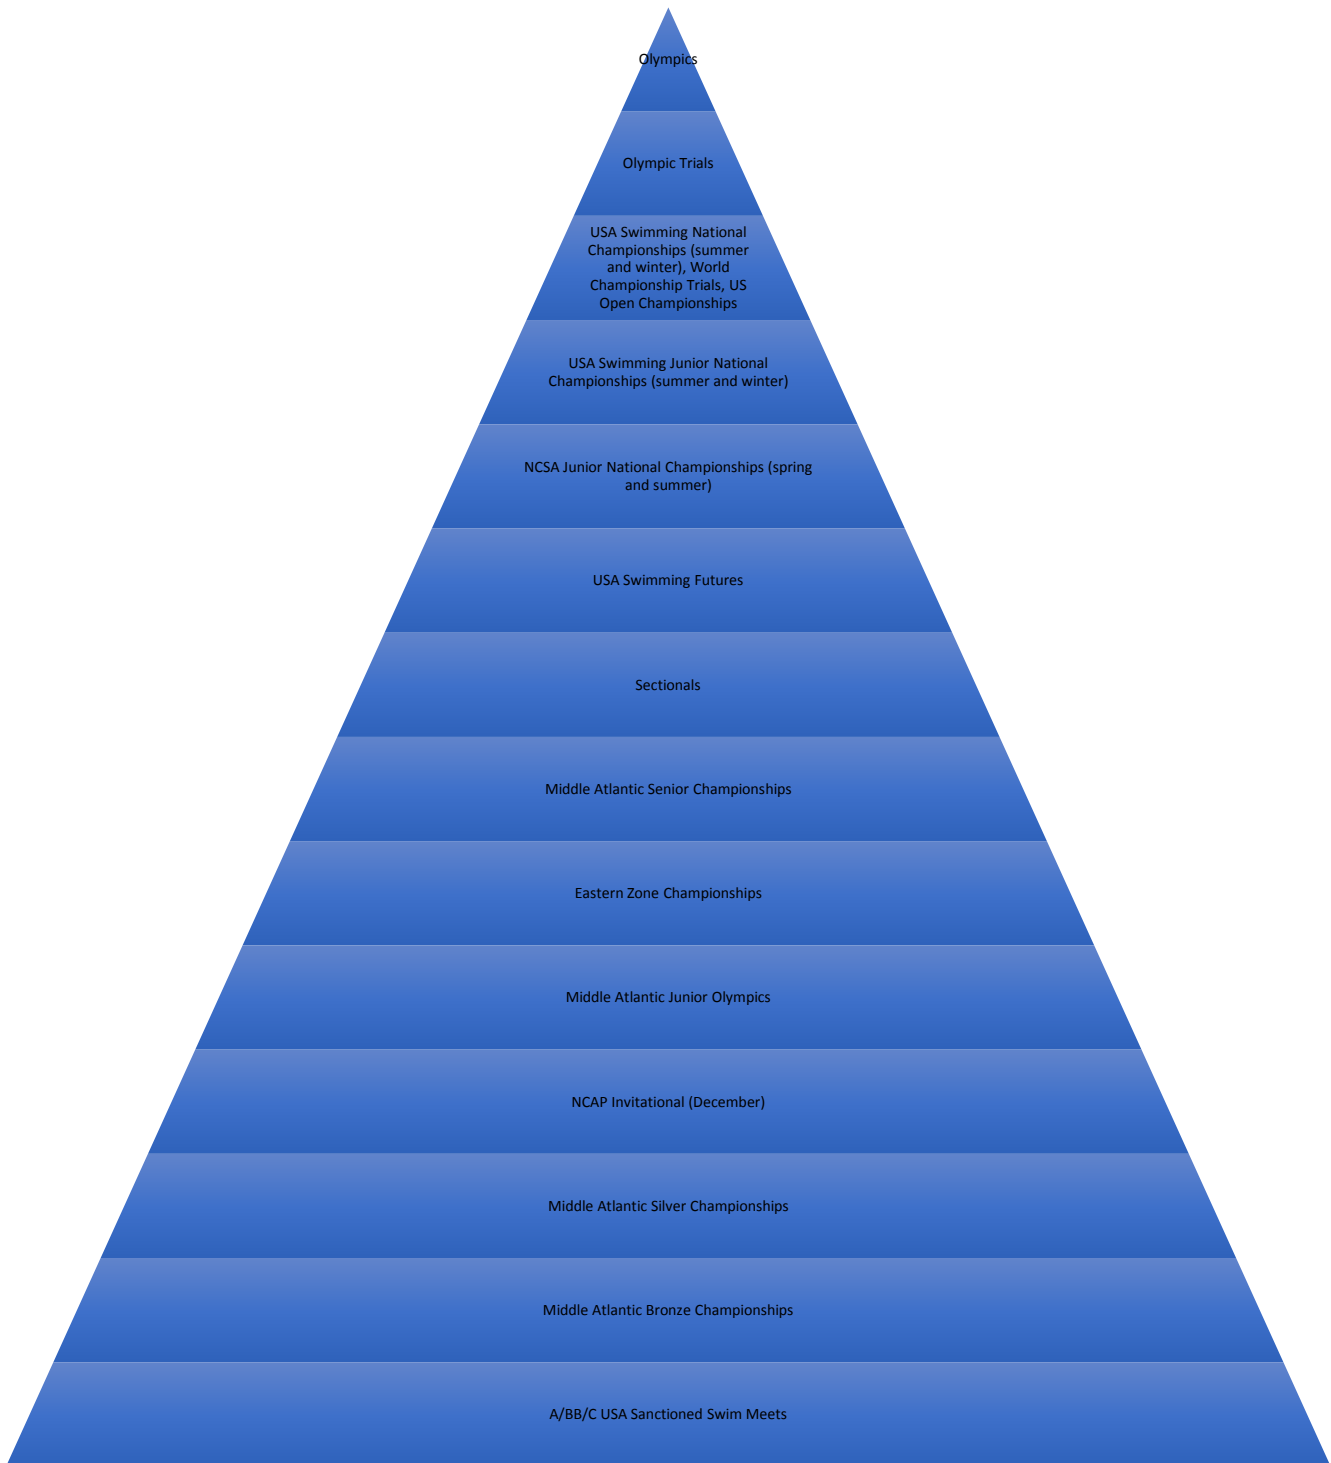 Olympics
Olympic Trials
USA Swimming National
Championships (summer
and winter), World
Championship Trials, US
Open Championships
USA Swimming Junior National
Championships (summer and winter)
NCSA Junior National Championships (spring
and summer)
USA Swimming Futures
Sectionals
Middle Atlantic Senior Championships
Eastern Zone Championships
Middle Atlantic Junior Olympics
NCAP Invitational (December)
Middle Atlantic Silver Championships
Middle Atlantic Bronze Championships
A/BB/C USA Sanctioned Swim Meets